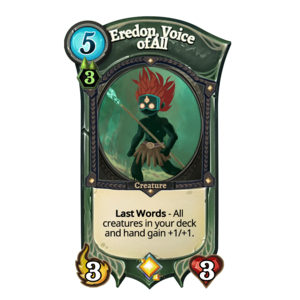 5
Eredon, Voice
of All
3
Creature
Last Words - All
creatures in your deck
and hand gain +1/+1.
3
3